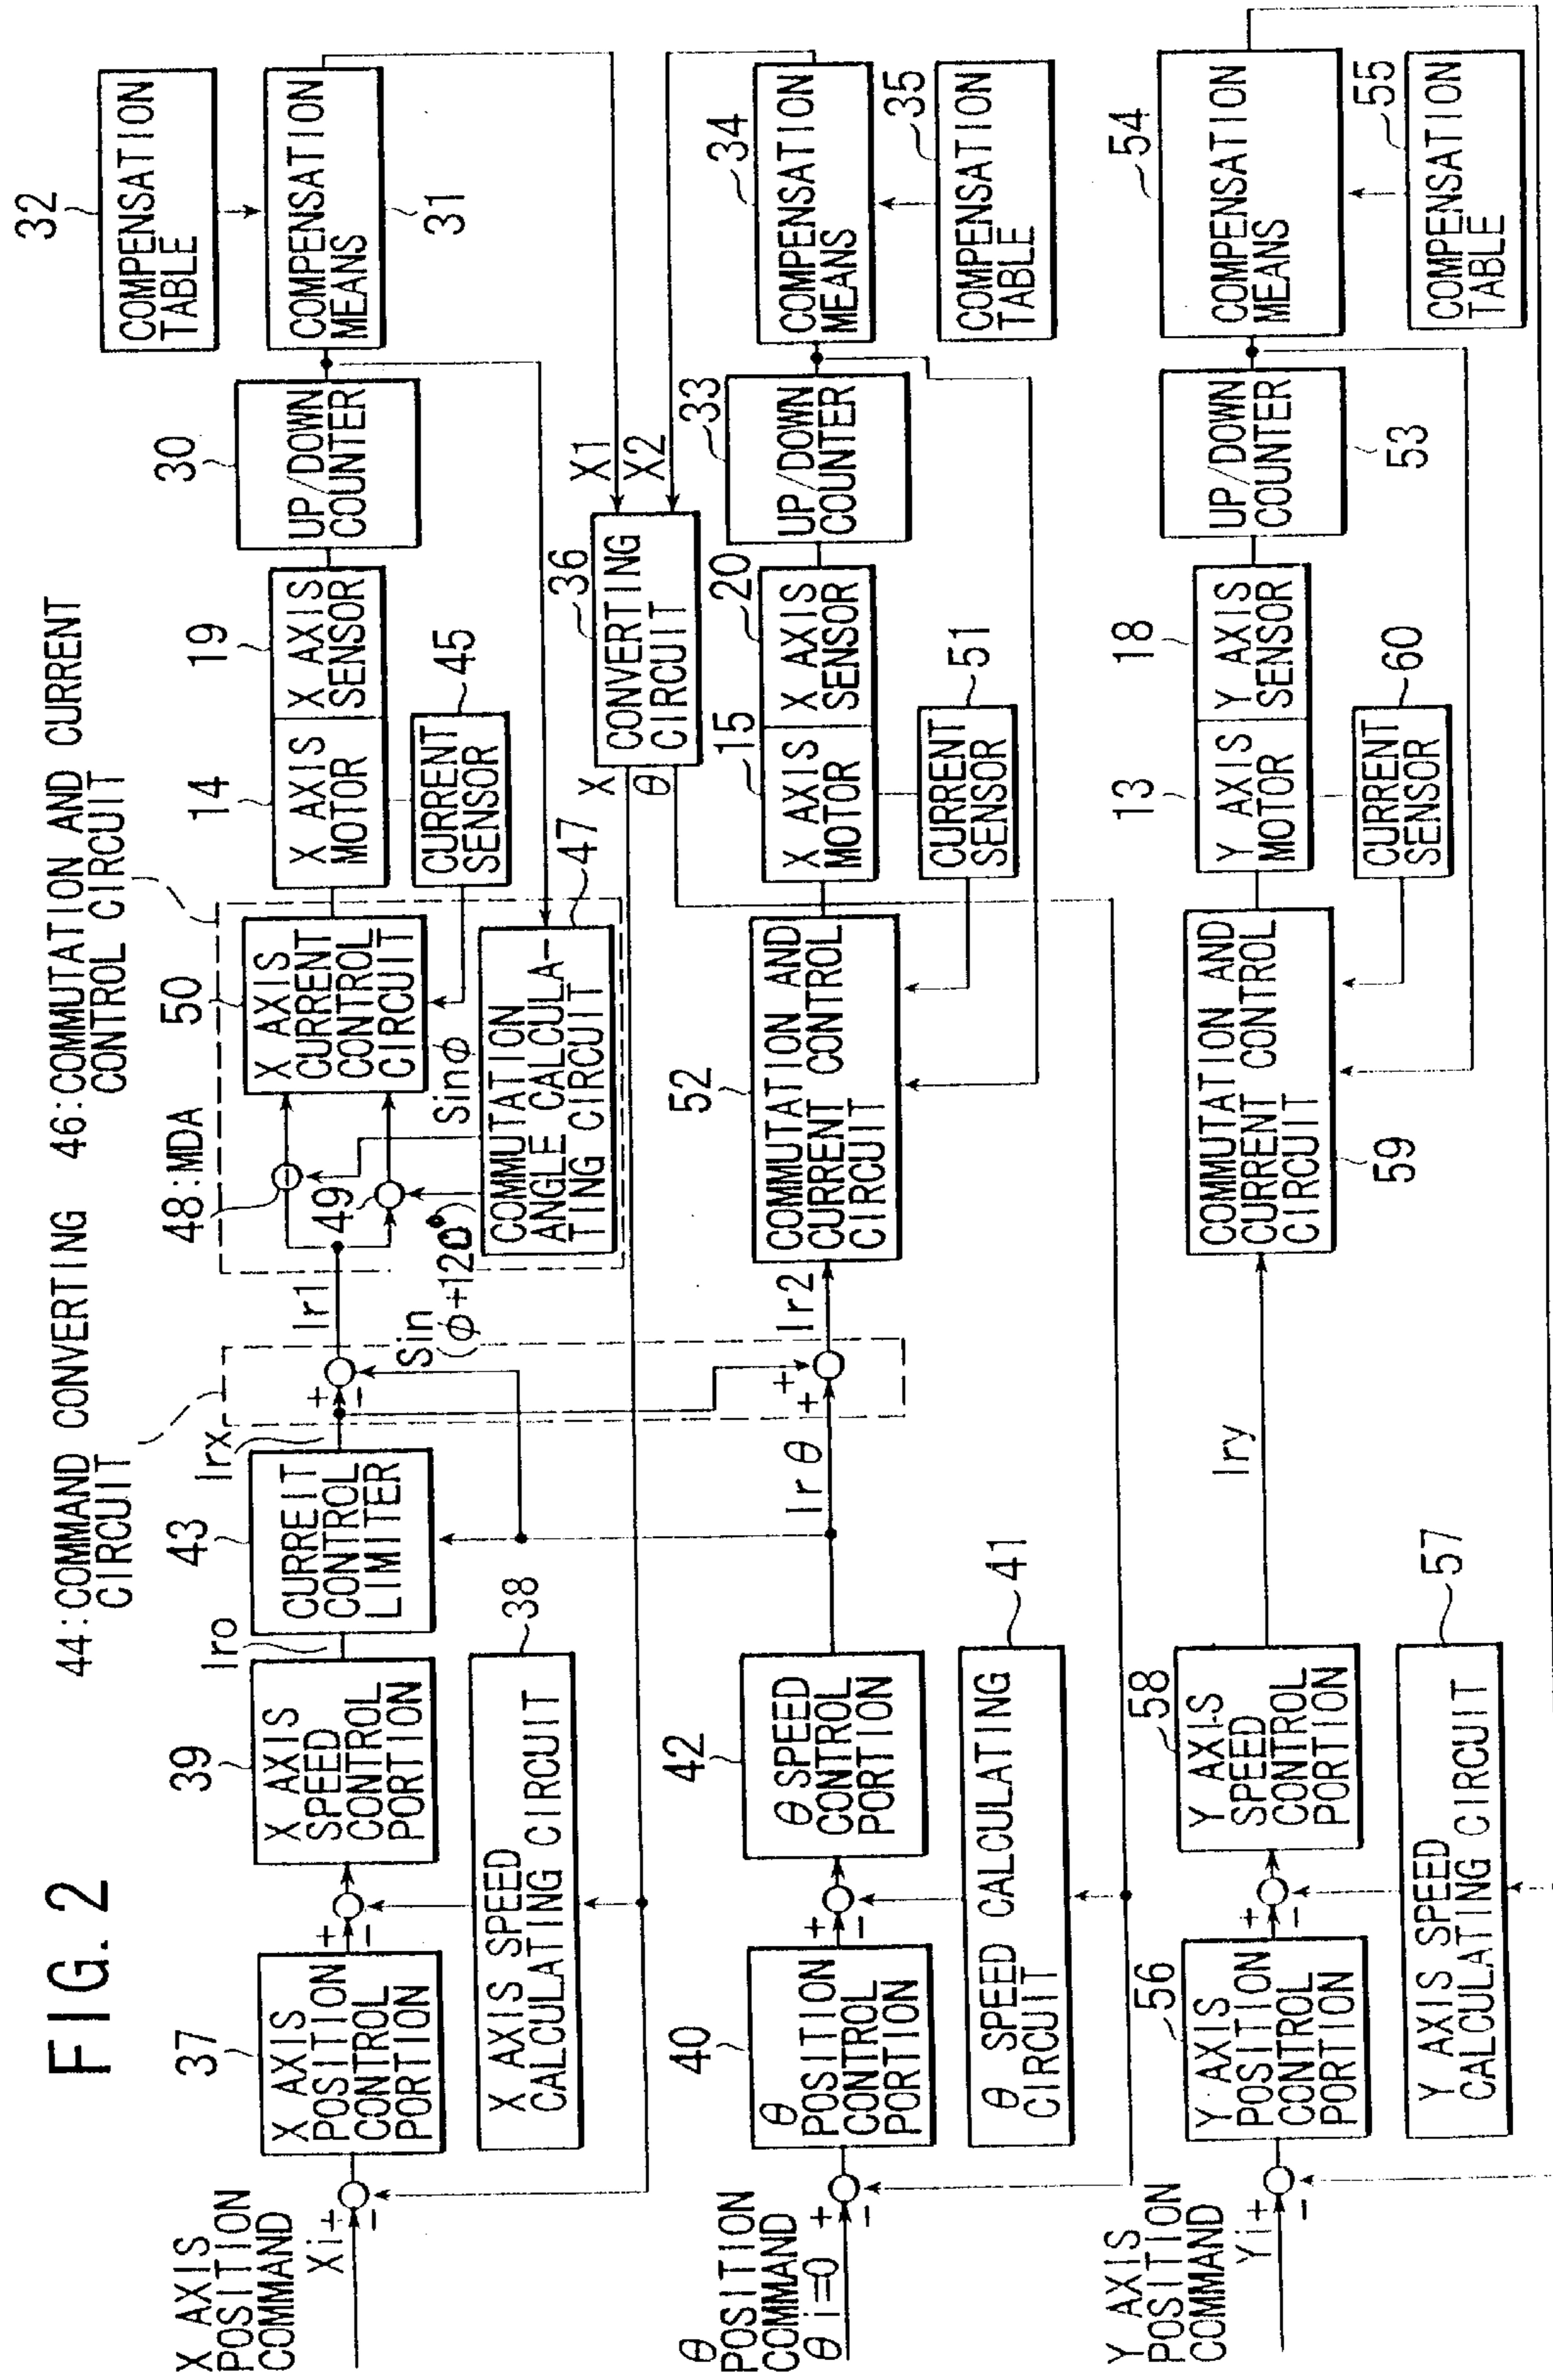 FIG. 2
44:COMMAND CONVERTING
CIRCUIT
46:COMMUTATION AND CURRENT
CONTROL CIRCUIT
X AXIS
POSITION
COMMAND
Xi
+
−
37
X AXIS
POSITION
CONTROL
PORTION
+
−
38
X AXIS SPEED
CALCULATING CIRCUIT
39
X AXIS
SPEED
CONTROL
PORTION
Iro
43
CURREIT
CONTROL
LIMITER
Irx
+
−
Ir1
Sin
(φ+120°)
48:MDA
49
50
X AXIS
CURRENT
CONTROL
CIRCUIT
Sinφ
COMMUTATION
ANGLE CALCULA-
TING CIRCUIT
47
14
X AXIS
MOTOR
19
X AXIS
SENSOR
CURRENT
SENSOR
45
30
UP/DOWN
COUNTER
32
COMPENSATION
TABLE
COMPENSATION
MEANS
31
X
θ
36
CONVERTING
CIRCUIT
X1
X2
θ
POSITION
COMMAND
θi=0
+
−
40
θ
POSITION
CONTROL
PORTION
+
−
θ SPEED CALCULATING
CIRCUIT
41
42
θ SPEED
CONTROL
PORTION
Irθ
+
+
Ir2
52
COMMUTATION AND
CURRENT CONTROL
CIRCUIT
15
X AXIS
MOTOR
20
X AXIS
SENSOR
CURRENT
SENSOR
51
33
UP/DOWN
COUNTER
34
COMPENSATION
MEANS
35
COMPENSATION
TABLE
Y AXIS
POSITION
COMMAND
Yi
+
−
56
Y AXIS
POSITION
CONTROL
PORTION
+
−
Y AXIS SPEED
CALCULATING CIRCUIT
57
58
Y AXIS
SPEED
CONTROL
PORTION
Iry
COMMUTATION AND
CURRENT CONTROL
CIRCUIT
59
13
Y AXIS
MOTOR
18
Y AXIS
SENSOR
CURRENT
SENSOR
60
UP/DOWN
COUNTER
53
54
COMPENSATION
MEANS
55
COMPENSATION
TABLE